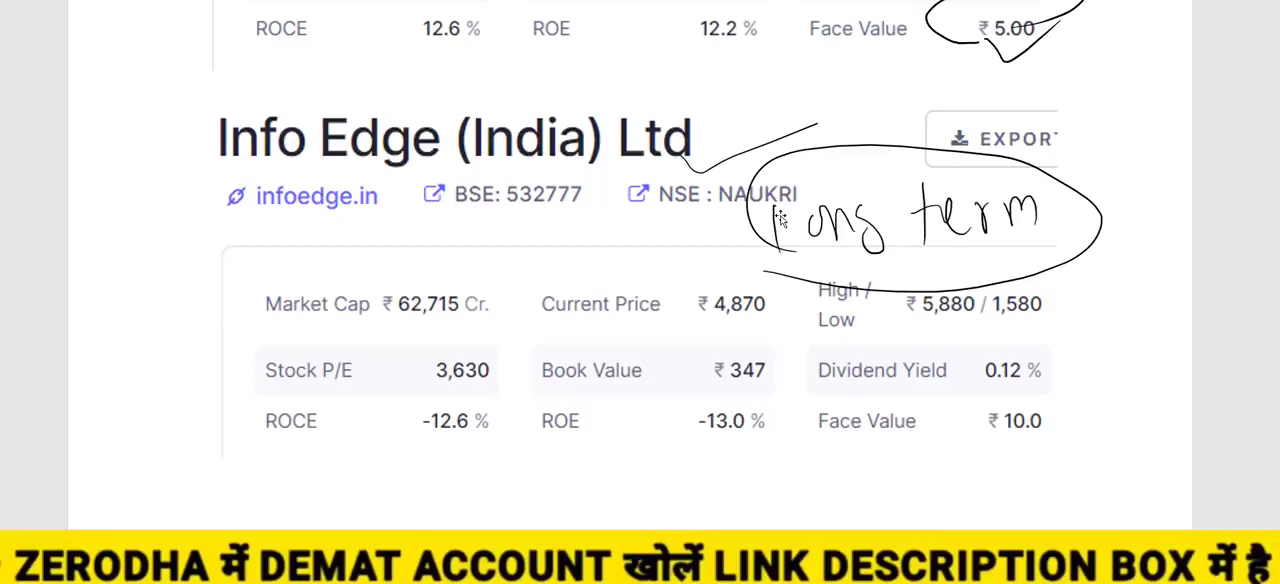 ROCE 12.6 % ROE 12.2 % Face Value ₹ 5.00
Info Edge (India) Ltd
EXPORT
infoedge.in BSE: 532777 NSE : NAUKRI
Long term
Market Cap ₹ 62,715 Cr. Current Price ₹ 4,870 High / Low ₹ 5,880 / 1,580
Stock P/E 3,630 Book Value ₹ 347 Dividend Yield 0.12 %
ROCE -12.6 % ROE -13.0 % Face Value ₹ 10.0
ZERODHA में DEMAT ACCOUNT खोलें LINK DESCRIPTION BOX में है